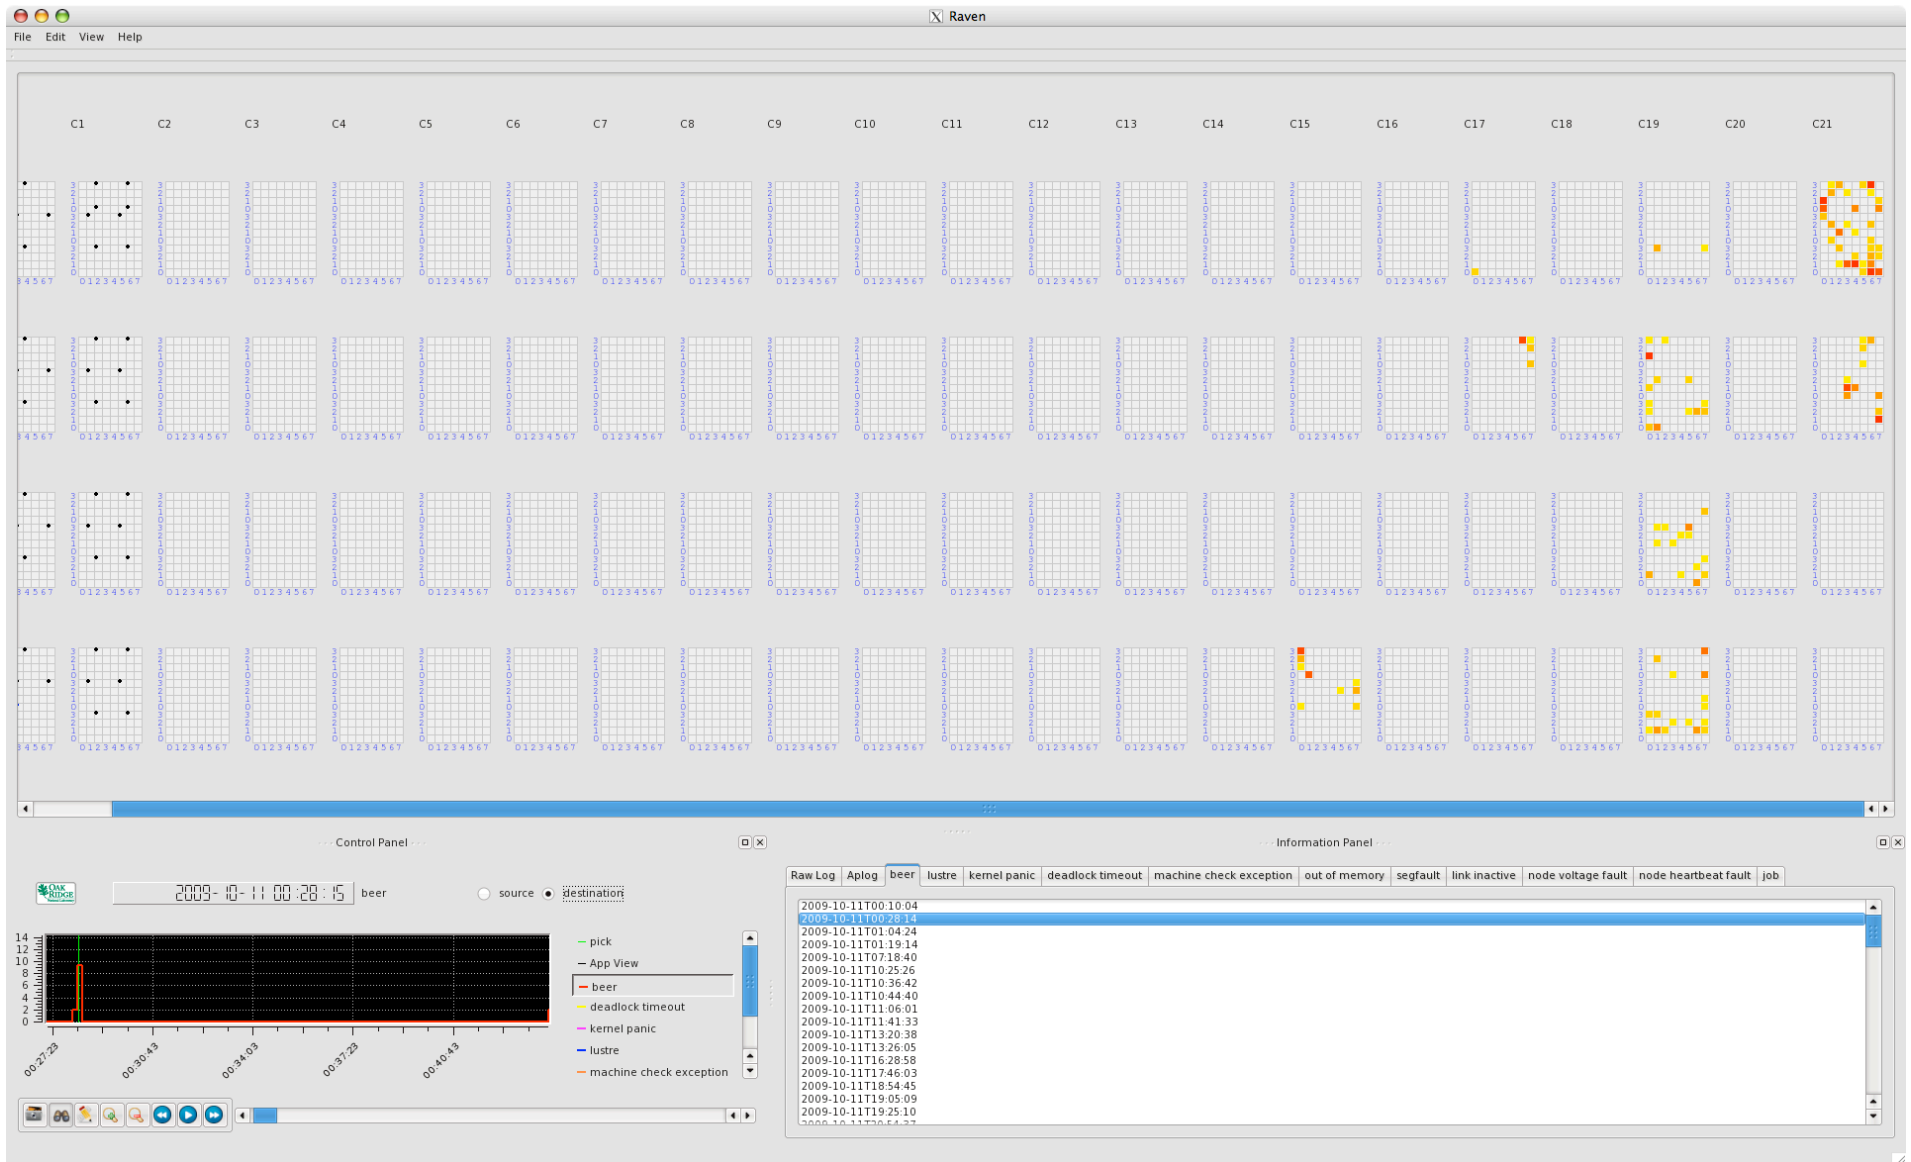 Raven
File Edit View Help
C1 C2 C3 C4 C5 C6 C7 C8 C9 C10 C11 C12 C13 C14 C15 C16 C17 C18 C19 C20 C21
Control Panel
Information Panel
OAK RIDGE
2009-10-11 00:28:15 beer source destination
14
12
10
8
6
4
2
0
00:27:23 00:30:43 00:34:03 00:37:23 00:40:43
pick
App View
beer
deadlock timeout
kernel panic
lustre
machine check exception
Raw Log Aplog beer lustre kernel panic deadlock timeout machine check exception out of memory segfault link inactive node voltage fault node heartbeat fault job
2009-10-11T00:10:04
2009-10-11T00:28:14
2009-10-11T01:04:24
2009-10-11T01:19:14
2009-10-11T07:18:40
2009-10-11T10:25:26
2009-10-11T10:36:42
2009-10-11T10:44:40
2009-10-11T11:06:01
2009-10-11T11:41:33
2009-10-11T13:20:38
2009-10-11T13:26:05
2009-10-11T16:28:58
2009-10-11T17:46:03
2009-10-11T18:54:45
2009-10-11T19:05:09
2009-10-11T19:25:10